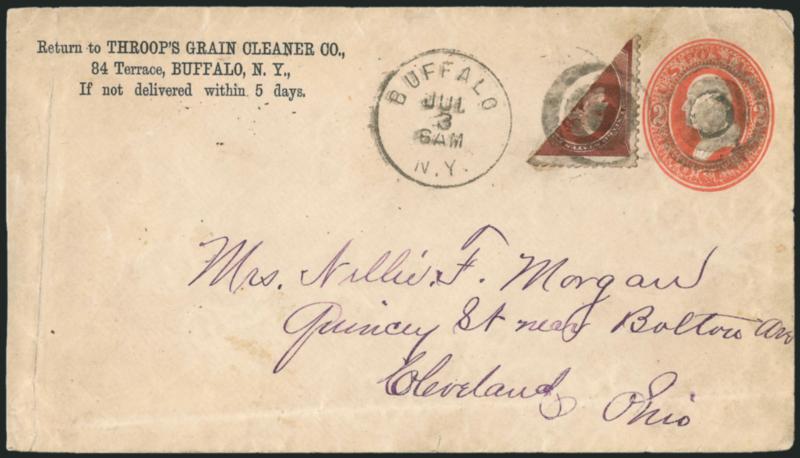 Return to THROOP'S GRAIN CLEANER CO.,
84 Terrace, BUFFALO, N. Y.,
If not delivered within 5 days.
BUFFALO
JUL
3
6AM
N.Y.
Mrs. Nellie. F. Morgan
Quincy St near Bolton Ave
Cleveland,
Ohio